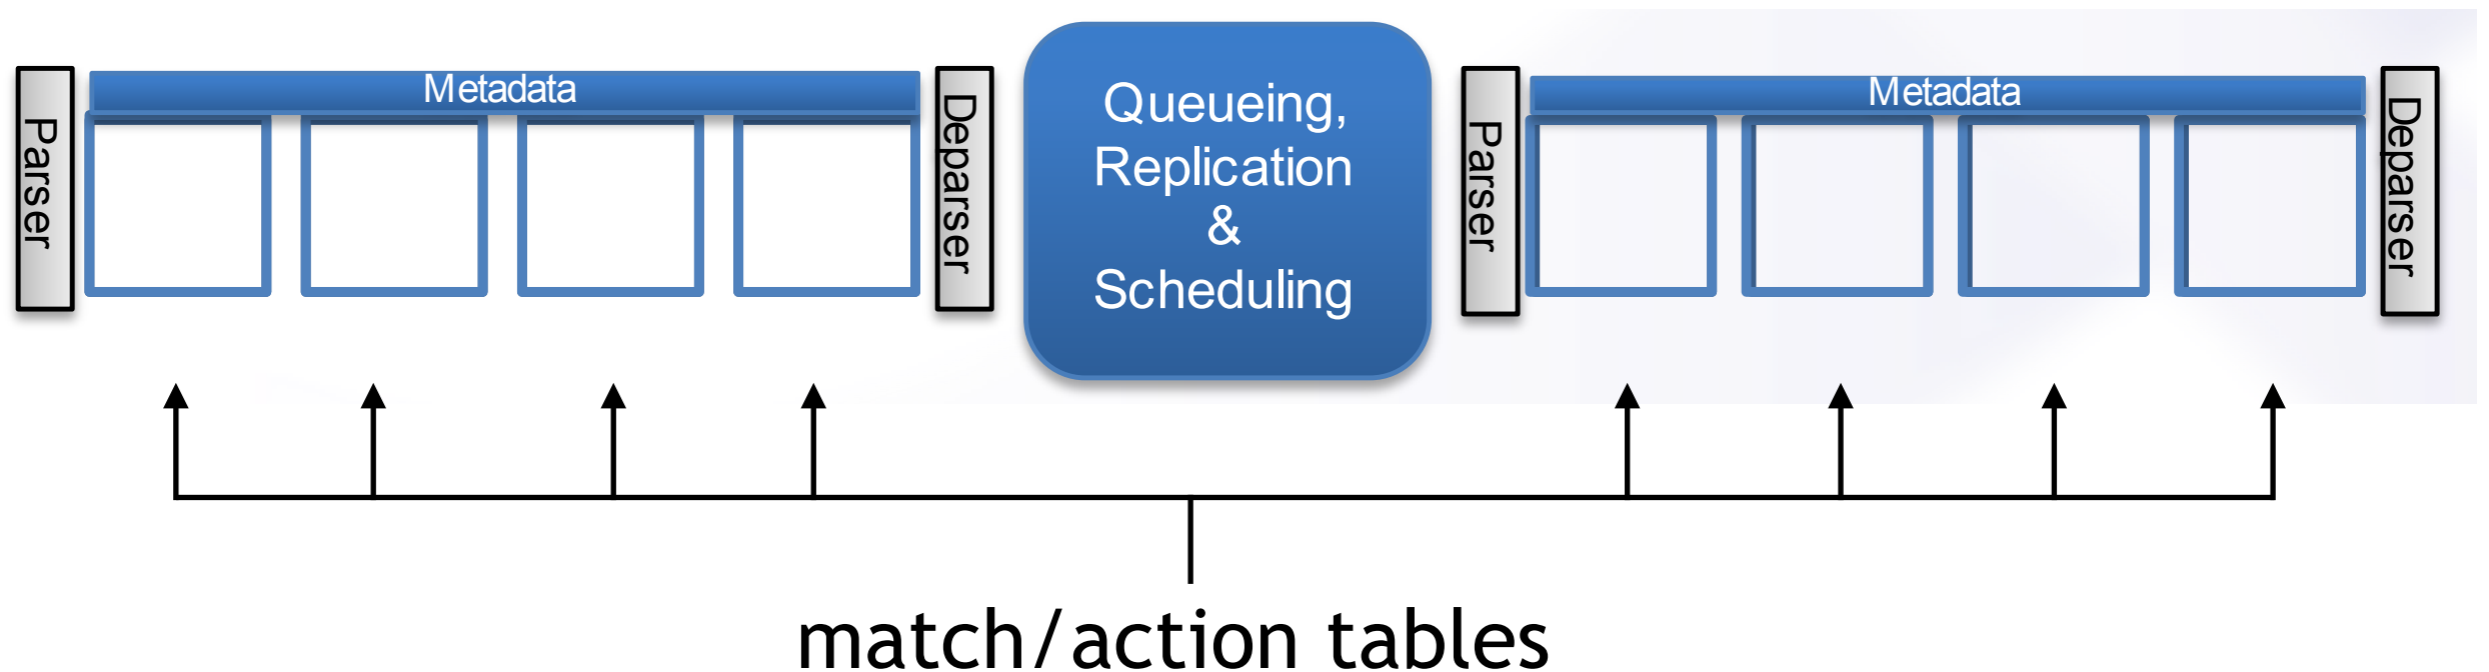 Parser
Metadata
Deparser
Queueing,
Replication
&
Scheduling
Parser
Metadata
Deparser
match/action tables